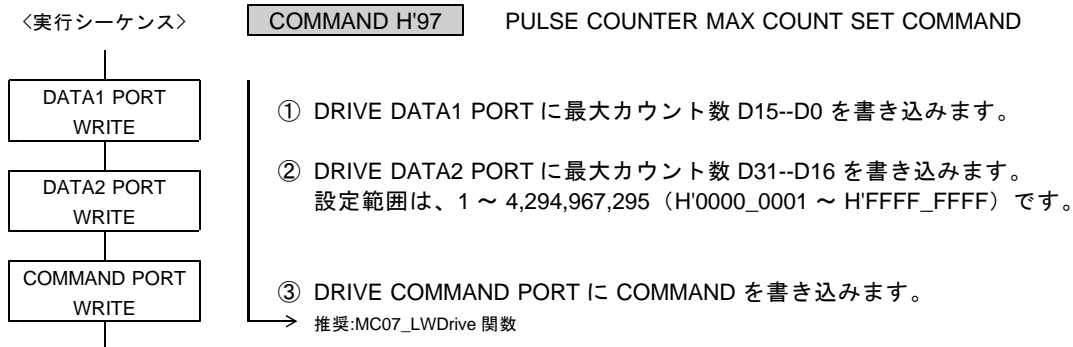 〈実行シーケンス〉 COMMAND H'97 PULSE COUNTER MAX COUNT SET COMMAND
DATA1 PORT
WRITE
① DRIVE DATA1 PORT に最大カウント数 D15--D0 を書き込みます。
DATA2 PORT
WRITE
② DRIVE DATA2 PORT に最大カウント数 D31--D16 を書き込みます。
設定範囲は、1 ～ 4,294,967,295（H'0000_0001 ～ H'FFFF_FFFF）です。
COMMAND PORT
WRITE
③ DRIVE COMMAND PORT に COMMAND を書き込みます。
推奨:MC07_LWDrive 関数